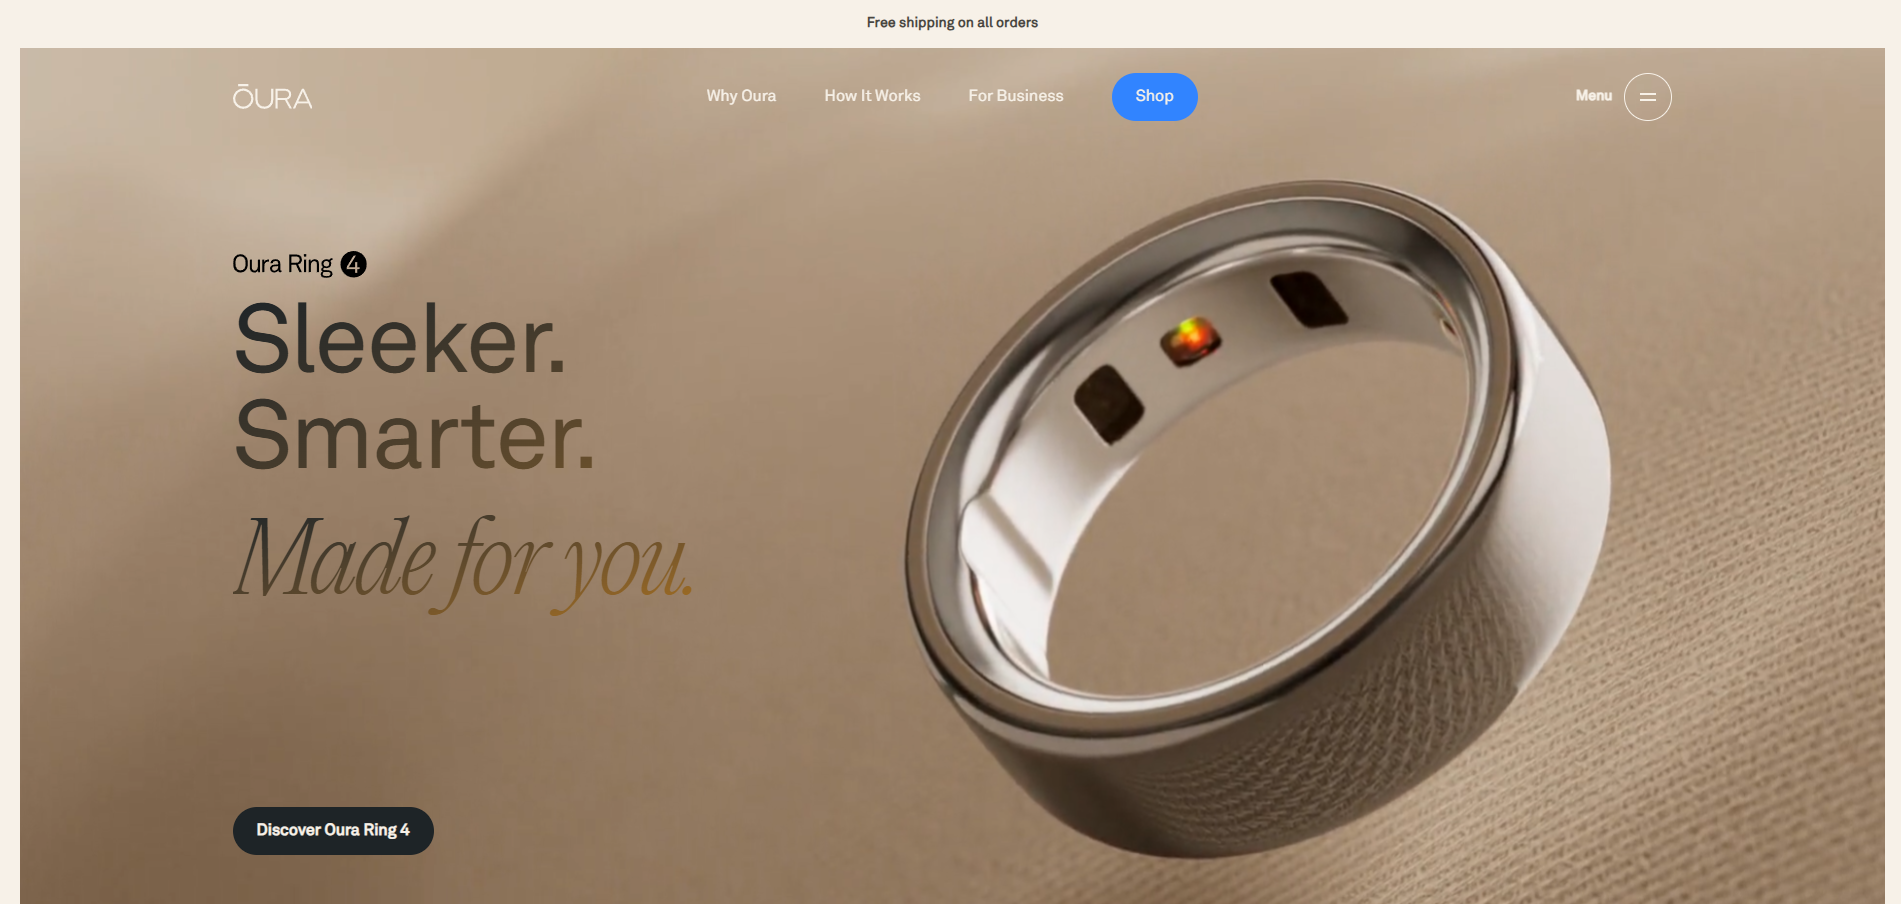 Free shipping on all orders
ŌURA
Why Oura
How It Works
For Business
Shop
Menu
Oura Ring 4
Sleeker.
Smarter.
Made for you.
Discover Oura Ring 4